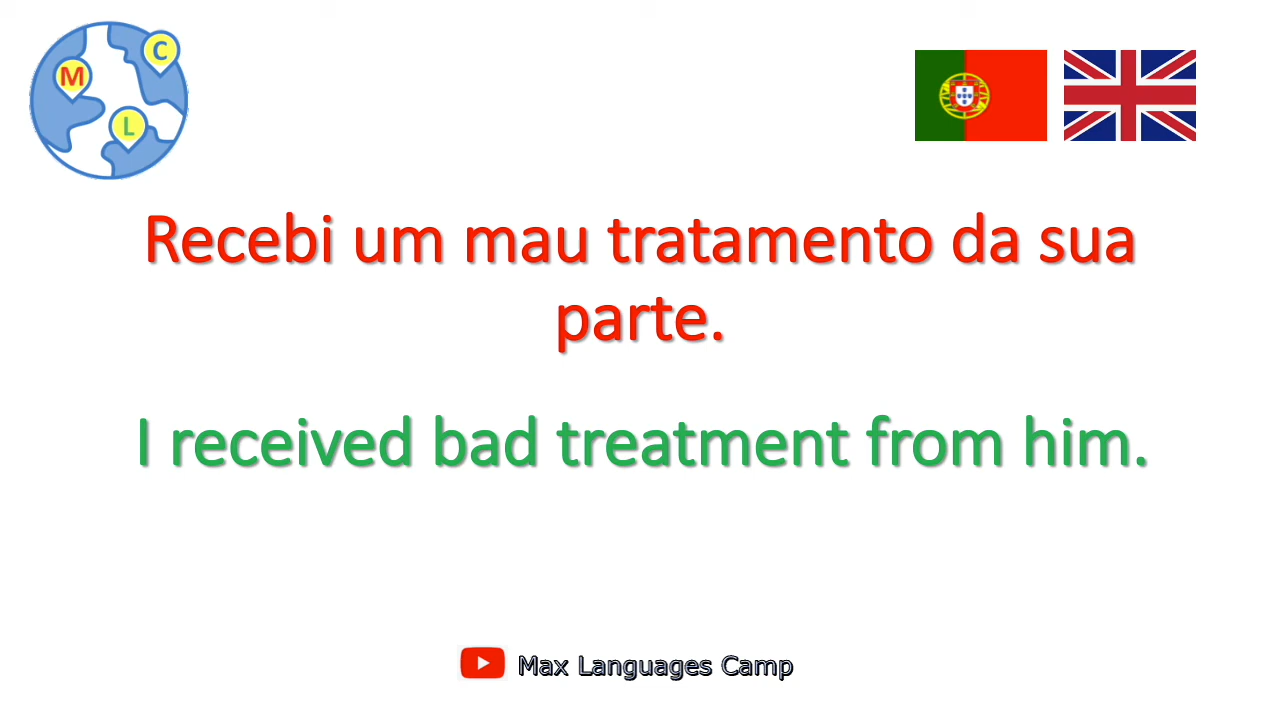 M
C
L
Recebi um mau tratamento da sua
parte.
I received bad treatment from him.
Max Languages Camp